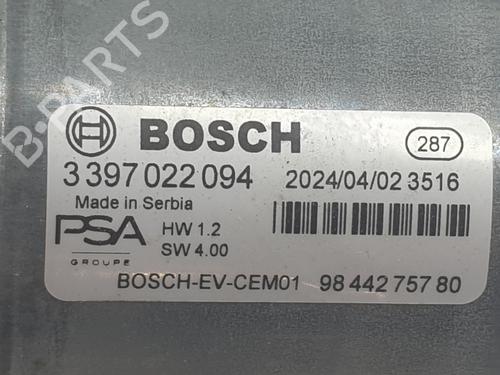 BOSCH
287
3 397 022 094
2024/04/02 3516
Made in Serbia
PSA
GROUPE
HW 1.2
SW 4.00
BOSCH-EV-CEM01
98 442 757 80
B-PARTS